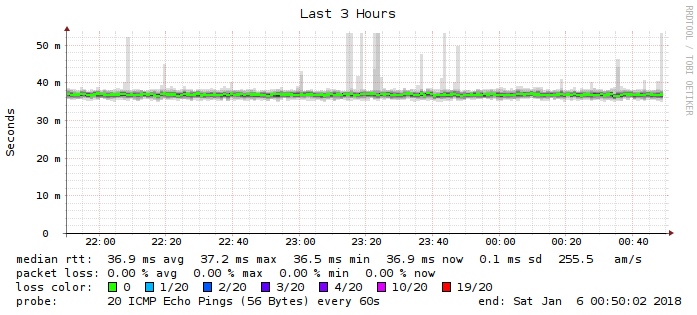 Last 3 Hours
RRDTOOL / TOBI OETIKER
Seconds
50 m
40 m
30 m
20 m
10 m
0
22:00 22:20 22:40 23:00 23:20 23:40 00:00 00:20 00:40
median rtt: 36.9 ms avg 37.2 ms max 36.5 ms min 36.9 ms now 0.1 ms sd 255.5 am/s
packet loss: 0.00 % avg 0.00 % max 0.00 % min 0.00 % now
loss color: 0 1/20 2/20 3/20 4/20 10/20 19/20
probe: 20 ICMP Echo Pings (56 Bytes) every 60s end: Sat Jan 6 00:50:02 2018